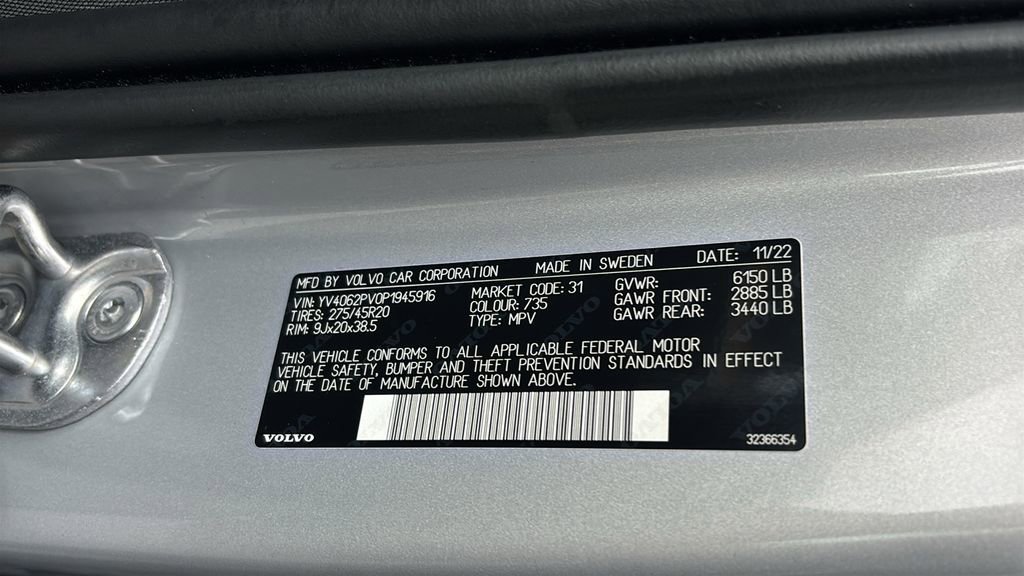 MFD BY VOLVO CAR CORPORATION MADE IN SWEDEN DATE: 11/22
VIN: YV4062PV0P1945916 MARKET CODE: 31 GVWR: 6150 LB
TIRES: 275/45R20 COLOUR: 735 GAWR FRONT: 2885 LB
RIM: 9Jx20x38.5 TYPE: MPV GAWR REAR: 3440 LB
THIS VEHICLE CONFORMS TO ALL APPLICABLE FEDERAL MOTOR
VEHICLE SAFETY, BUMPER AND THEFT PREVENTION STANDARDS IN EFFECT
ON THE DATE OF MANUFACTURE SHOWN ABOVE.
VOLVO 32366354